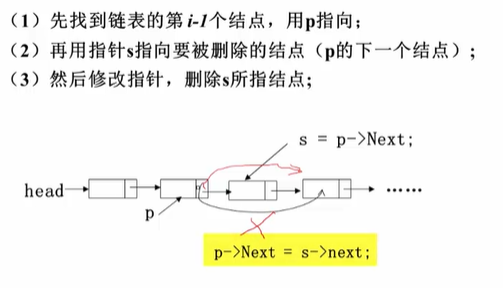 （1）先找到链表的第i-1个结点，用p指向；
（2）再用指针s指向要被删除的结点（p的下一个结点）；
（3）然后修改指针，删除s所指结点；
s = p->Next;
head
……
p
p->Next = s->next;